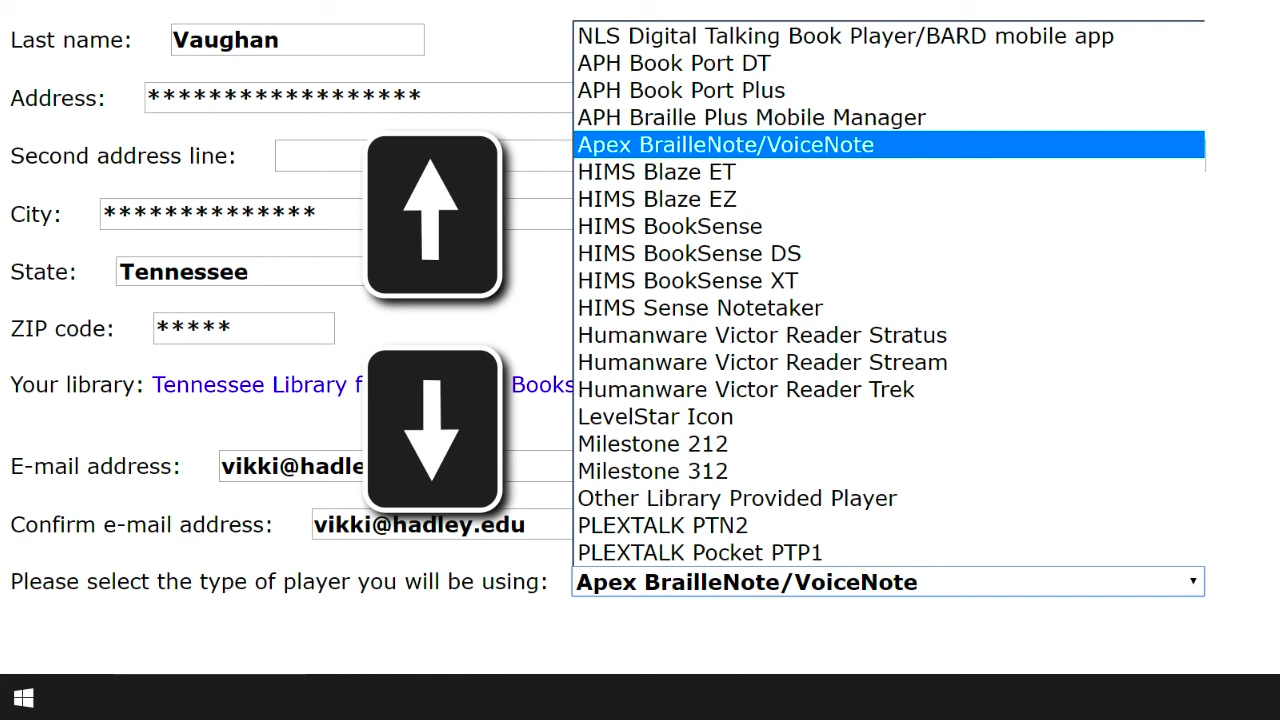 Last name: Vaughan
Address: ******************
Second address line:
City: **************
State: Tennessee
ZIP code: *****
Your library: Tennessee Library f Books
E-mail address: vikki@hadle
Confirm e-mail address: vikki@hadley.edu
Please select the type of player you will be using: Apex BrailleNote/VoiceNote
NLS Digital Talking Book Player/BARD mobile app
APH Book Port DT
APH Book Port Plus
APH Braille Plus Mobile Manager
Apex BrailleNote/VoiceNote
HIMS Blaze ET
HIMS Blaze EZ
HIMS BookSense
HIMS BookSense DS
HIMS BookSense XT
HIMS Sense Notetaker
Humanware Victor Reader Stratus
Humanware Victor Reader Stream
Humanware Victor Reader Trek
LevelStar Icon
Milestone 212
Milestone 312
Other Library Provided Player
PLEXTALK PTN2
PLEXTALK Pocket PTP1